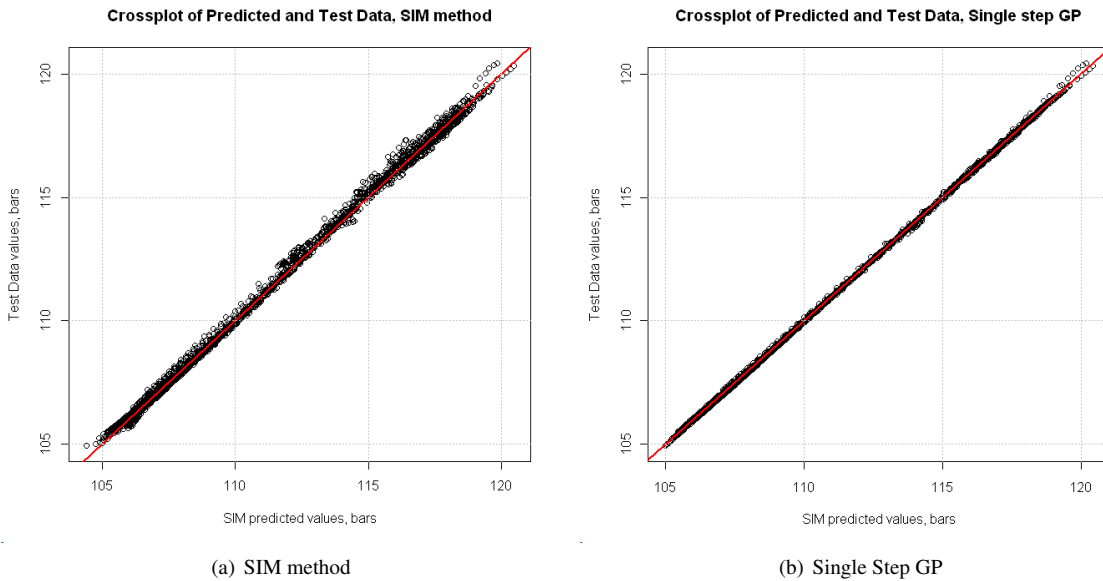 Crossplot of Predicted and Test Data, SIM method
Test Data values, bars
120
115
110
105
105 110 115 120
SIM predicted values, bars
(a) SIM method
Crossplot of Predicted and Test Data, Single step GP
Test Data values, bars
120
115
110
105
105 110 115 120
SIM predicted values, bars
(b) Single Step GP